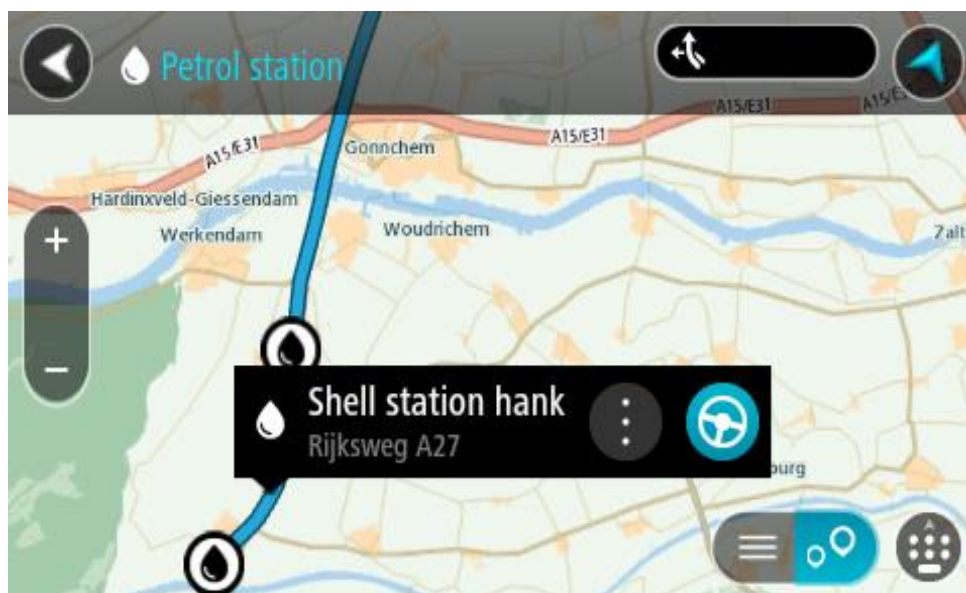 Petrol station
A15/E31
A15/E31
A15/E31
A15/E31
Gorinchem
Hardinxveld-Giessendam
Werkendam
Woudrichem
Zalt
Shell station hank
Rijksweg A27
burg
+
−
A